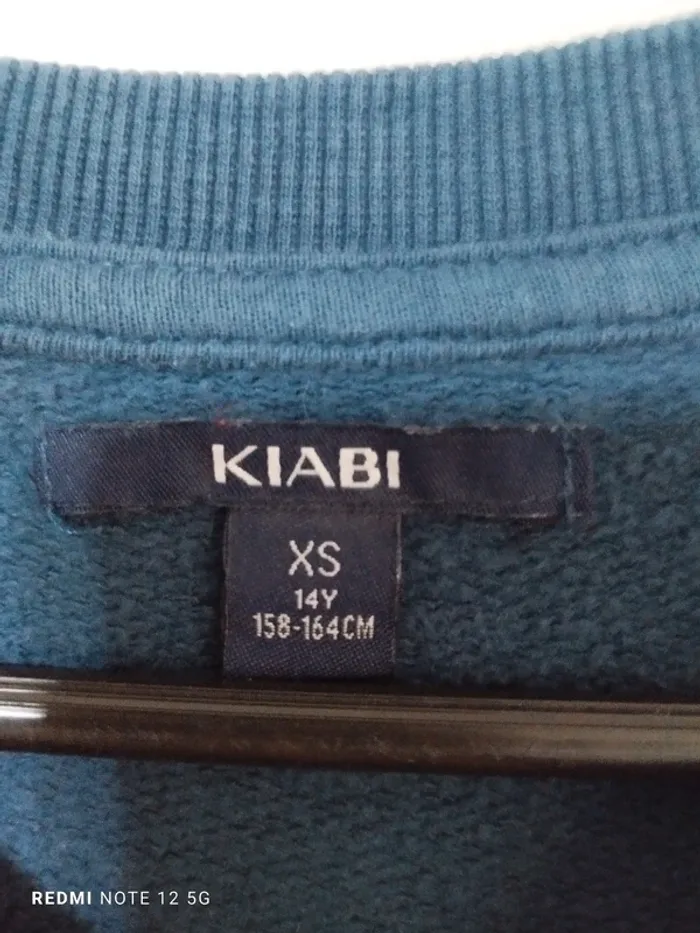 KIABI
XS
14Y
158-164CM
REDMI NOTE 12 5G